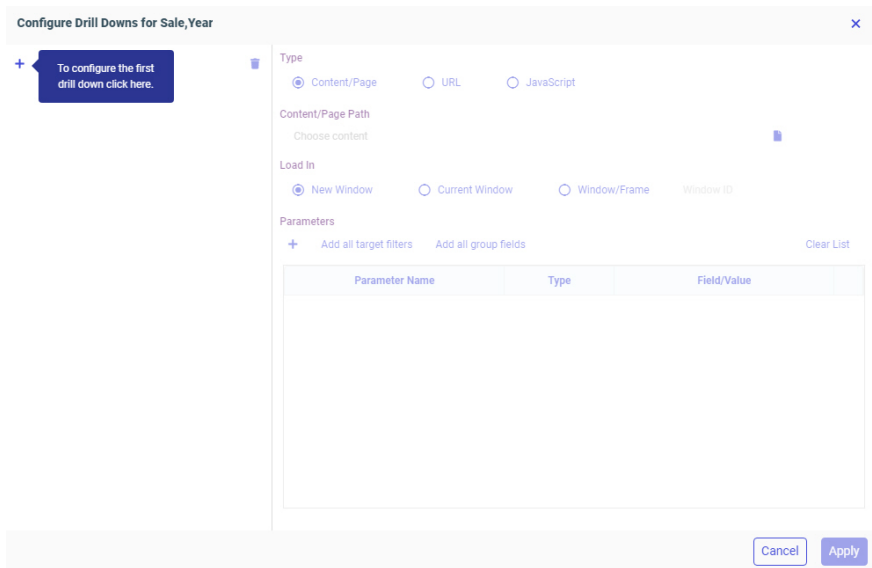 Configure Drill Downs for Sale,Year
To configure the first
drill down click here.
Type
Content/Page URL JavaScript
Content/Page Path
Choose content
Load In
New Window Current Window Window/Frame Window ID
Parameters
Add all target filters Add all group fields Clear List
Parameter Name Type Field/Value
Cancel Apply